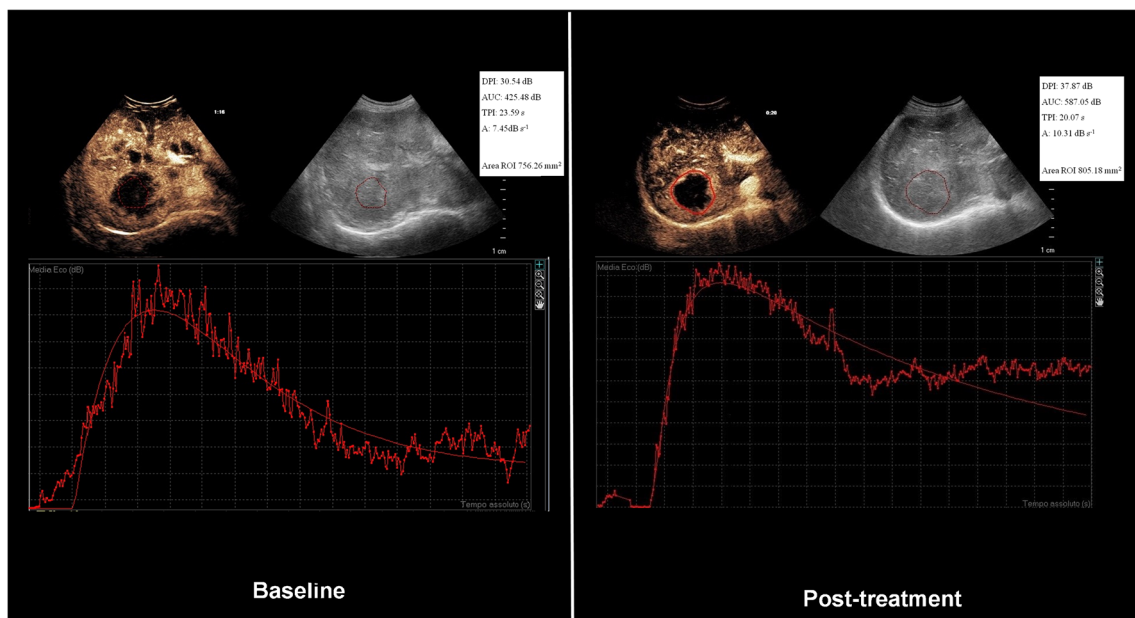 1:16
DPI: 30.54 dB
AUC: 425.48 dB
TPI: 23.59 s
A: 7.45dB s-1
Area ROI 756.26 mm2
1 cm
Media Eco (dB)
Tempo assoluto (s)
Baseline
0:26
DPI: 37.87 dB
AUC: 587.05 dB
TPI: 20.07 s
A: 10.31 dB s-1
Area ROI 805.18 mm2
1 cm
Media Eco (dB)
Tempo assoluto (s)
Post-treatment